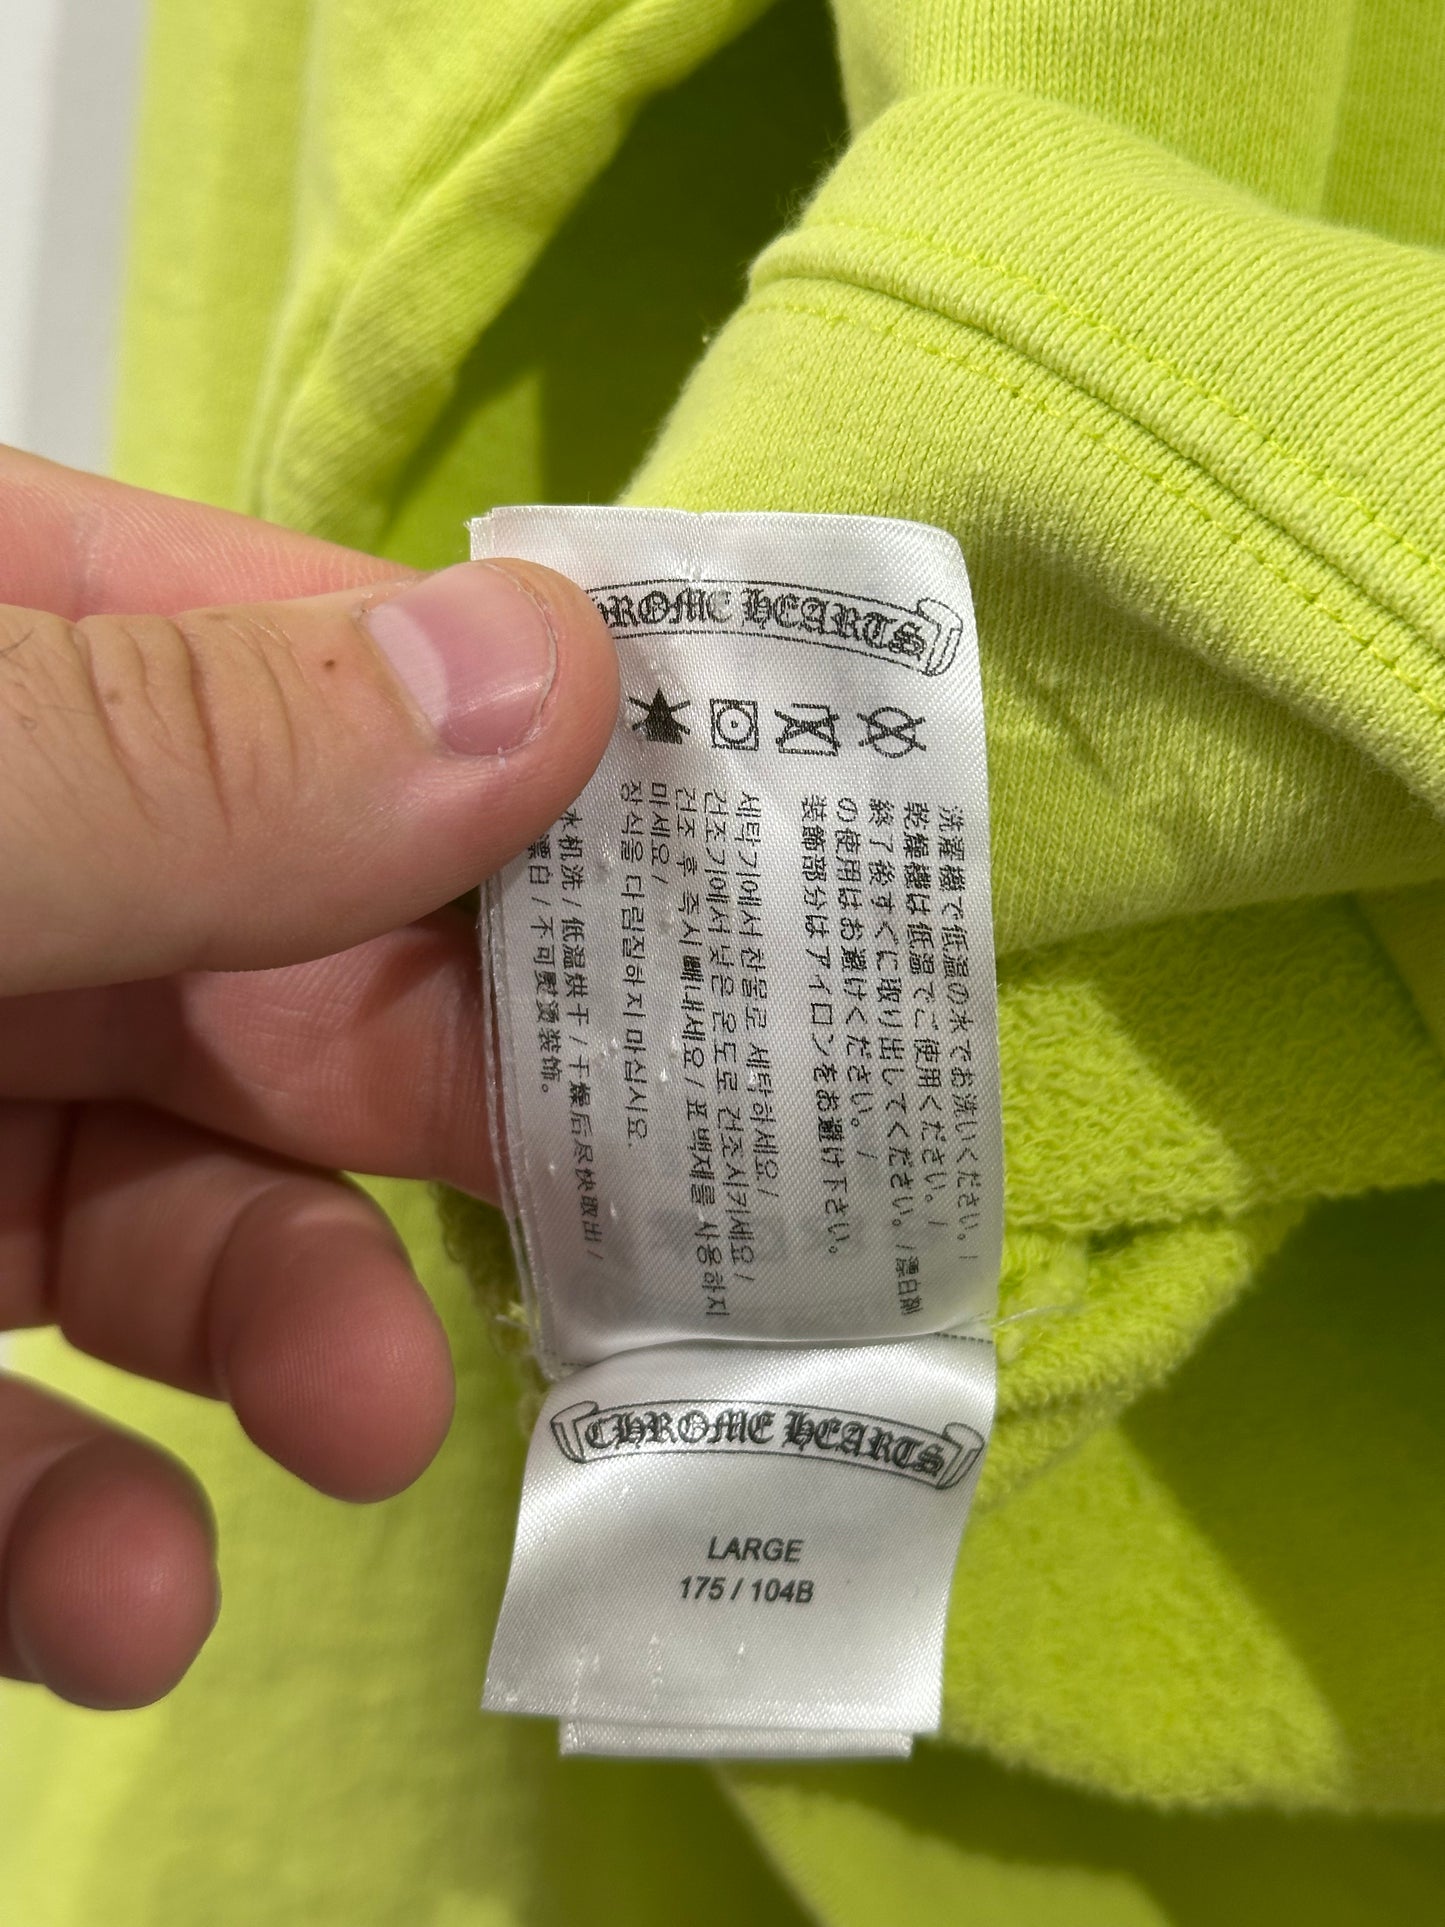 CHROME HEARTS
洗濯機で低温の水でお洗いください。/
乾燥機は低温でご使用ください。/
終了後すぐに取り出してください。/漂白剤
の使用はお避けください。/
装飾部分はアイロンをお避け下さい。
세탁기에서 찬물로 세탁하세요/
건조기에서 낮은 온도로 건조시키세요/
건조 후 즉시 빼내세요/표백제를 사용하지
마세요/
장식을 다림질하지 마십시요.
水机洗/低温烘干/干燥后尽快取出/
漂白/不可熨烫装饰。
CHROME HEARTS
LARGE
175 / 104B